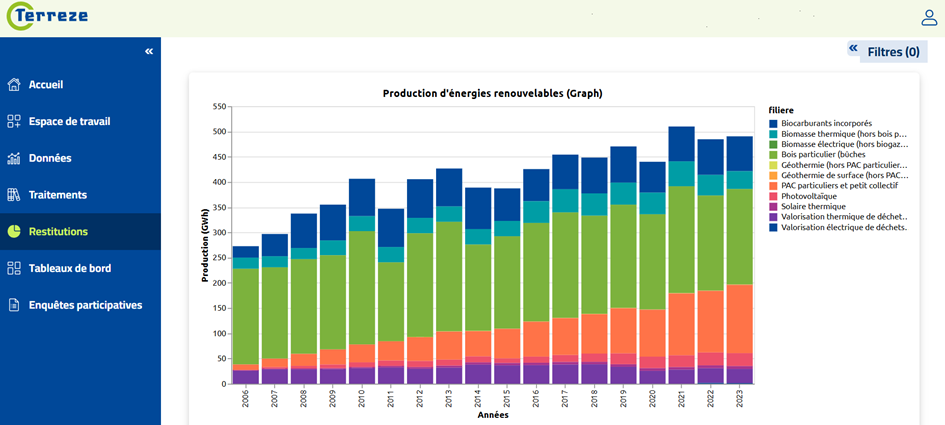 Terreze
Accueil
Espace de travail
Données
Traitements
Restitutions
Tableaux de bord
Enquêtes participatives
«
«
Filtres (0)
Production d'énergies renouvelables (Graph)
550
500
450
400
350
300
250
200
150
100
50
0
Production (GWh)
2006
2007
2008
2009
2010
2011
2012
2013
2014
2015
2016
2017
2018
2019
2020
2021
2022
2023
Années
filiere
Biocarburants incorporés
Biomasse thermique (hors bois p…
Biomasse électrique (hors biogaz…
Bois particulier (bûches
Géothermie (hors PAC particulier…
Géothermie de surface (hors PAC…
PAC particuliers et petit collectif
Photovoltaïque
Solaire thermique
Valorisation thermique de déchet…
Valorisation électrique de déchets.